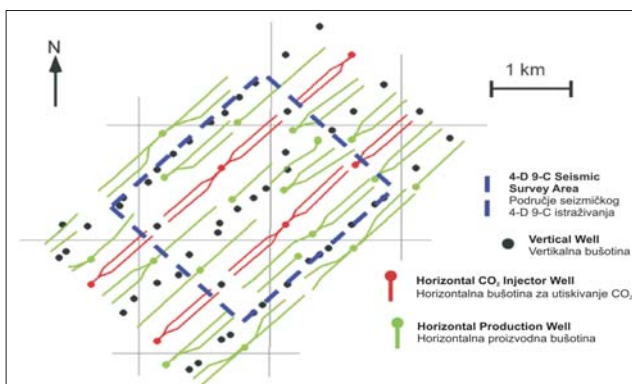 N
1 km
4-D 9-C Seismic
Survey Area
Područje seizmičkog
4-D 9-C istraživanja
Vertical Well
Vertikalna bušotina
Horizontal CO₂ Injector Well
Horizontalna bušotina za utiskivanje CO₂
Horizontal Production Well
Horizontalna proizvodna bušotina